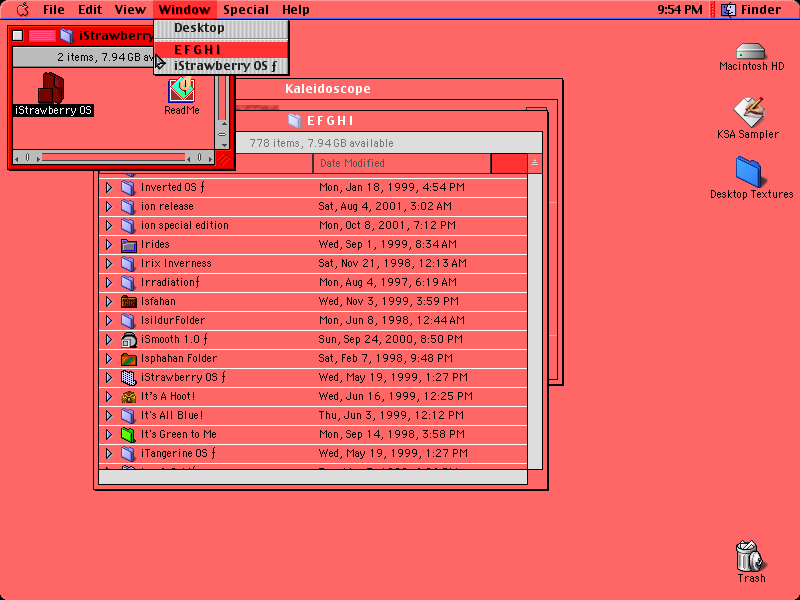 File Edit View Window Special Help 9:54 PM Finder
Desktop
E F G H I
iStrawberry OS ƒ
iStrawberry
2 items, 7.94GB av
iStrawberry OS
ReadMe
Kaleidoscope
E F G H I
778 items, 7.94GB available
Date Modified
Inverted OS ƒ Mon, Jan 18, 1999, 4:54 PM
ion release Sat, Aug 4, 2001, 3:02 AM
ion special edition Mon, Oct 8, 2001, 7:12 PM
Irides Wed, Sep 1, 1999, 8:34 AM
Irix Inverness Sat, Nov 21, 1998, 12:13 AM
Irradiationƒ Mon, Aug 4, 1997, 6:19 AM
Isfahan Wed, Nov 3, 1999, 3:59 PM
IsildurFolder Mon, Jun 8, 1998, 12:44 AM
iSmooth 1.0 ƒ Sun, Sep 24, 2000, 8:50 PM
Isphahan Folder Sat, Feb 7, 1998, 9:48 PM
iStrawberry OS ƒ Wed, May 19, 1999, 1:27 PM
It's A Hoot! Wed, Jun 16, 1999, 12:25 PM
It's All Blue! Thu, Jun 3, 1999, 12:12 PM
It's Green to Me Mon, Sep 14, 1998, 3:58 PM
iTangerine OS ƒ Wed, May 19, 1999, 1:27 PM
Macintosh HD
KSA Sampler
Desktop Textures
Trash